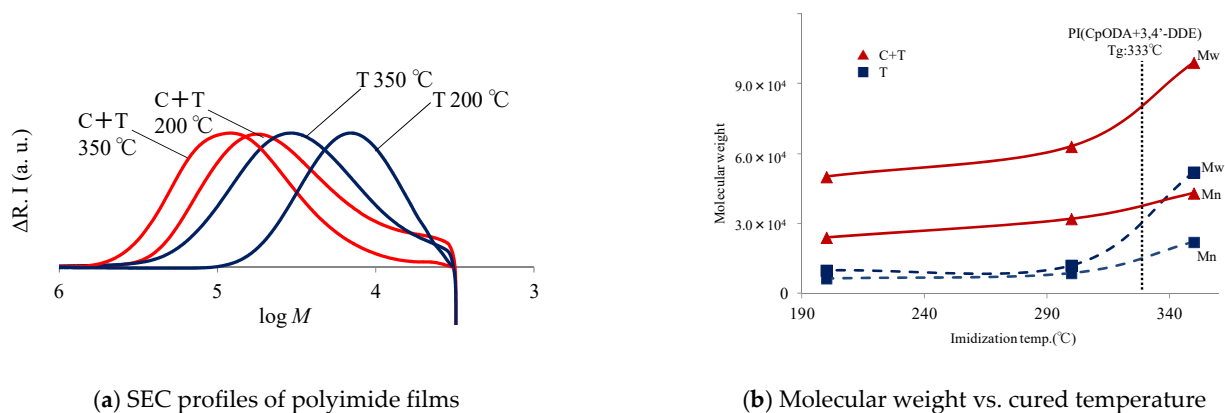 ΔR. I (a. u.)
C+T
350 ℃
C+T
200 ℃
T 350 ℃
T 200 ℃
6
5
4
3
log M
(a) SEC profiles of polyimide films
PI(CpODA+3,4'-DDE)
Tg:333℃
C+T
T
Mw
Mw
Mn
Mn
Molecular weight
9.0 × 10⁴
6.0 × 10⁴
3.0 × 10⁴
0
190
240
290
340
Imidization temp.(℃)
(b) Molecular weight vs. cured temperature